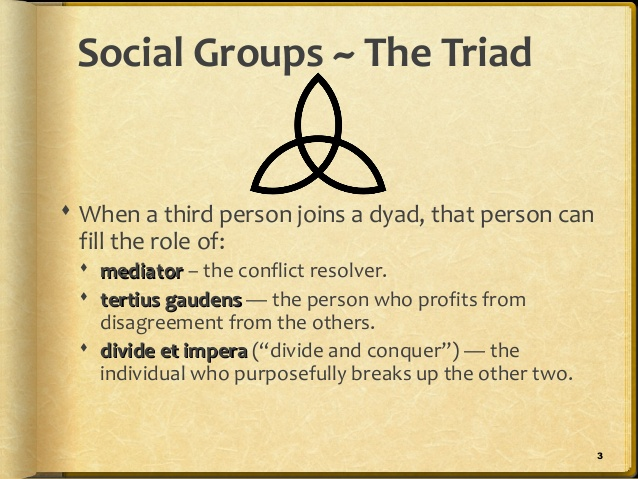 Social Groups ~ The Triad
When a third person joins a dyad, that person can
fill the role of:
mediator – the conflict resolver.
tertius gaudens — the person who profits from
disagreement from the others.
divide et impera (“divide and conquer”) — the
individual who purposefully breaks up the other two.
3